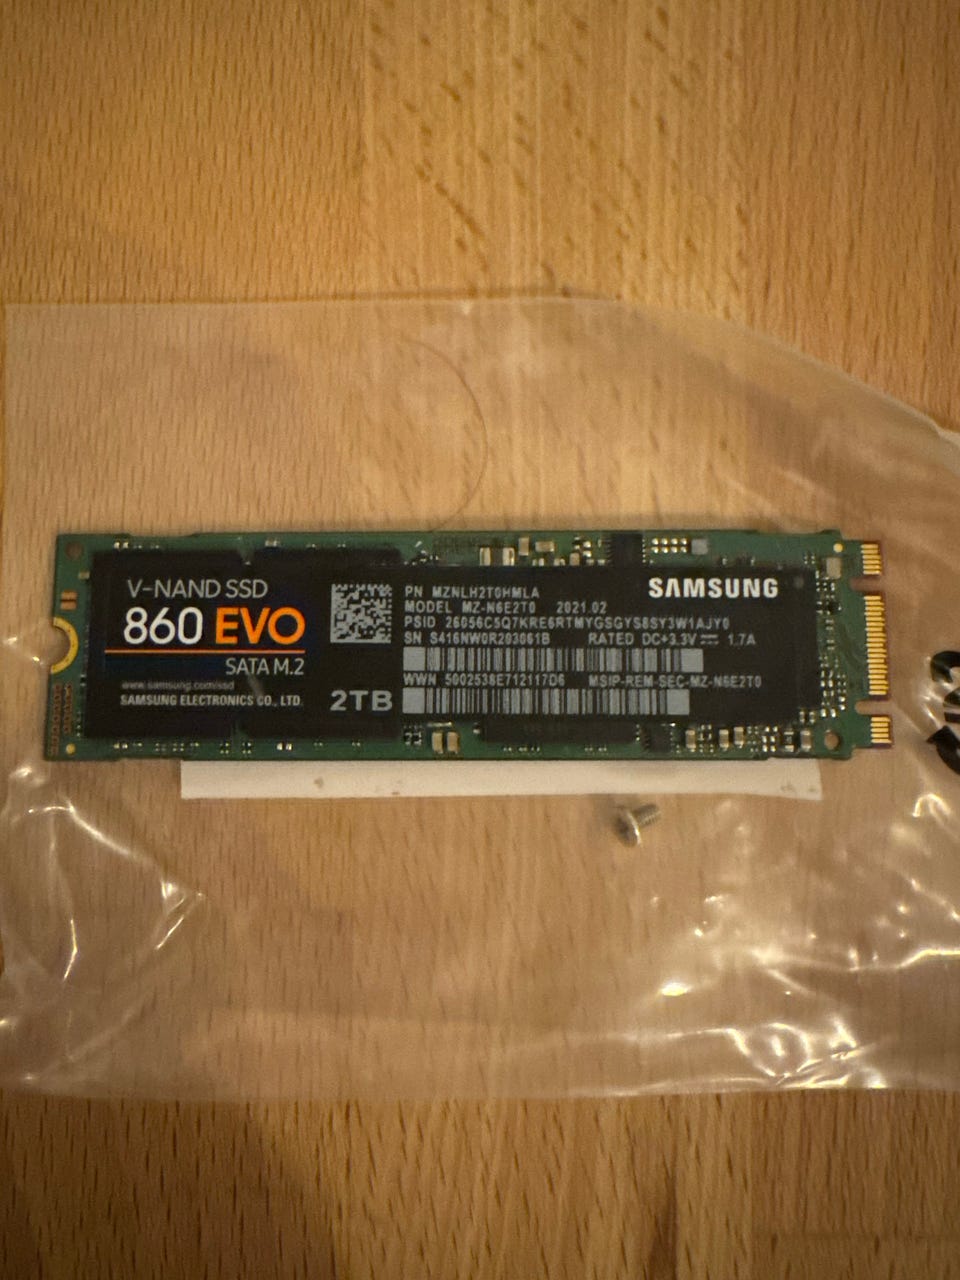 V-NAND SSD
860 EVO
SATA M.2
www.samsung.com/ssd
SAMSUNG ELECTRONICS CO., LTD.
2TB
SAMSUNG
PN MZNLH2T0HMLA
MODEL MZ-N6E2T0 2021.02
PSID 26056C5Q7KRE6RTMYGSGYS8SY3W1AJY0
SN S416NW0R203061B RATED DC+3.3V 1.7A
WWN 5002538E712117D6 MSIP-REM-SEC-MZ-N6E2T0